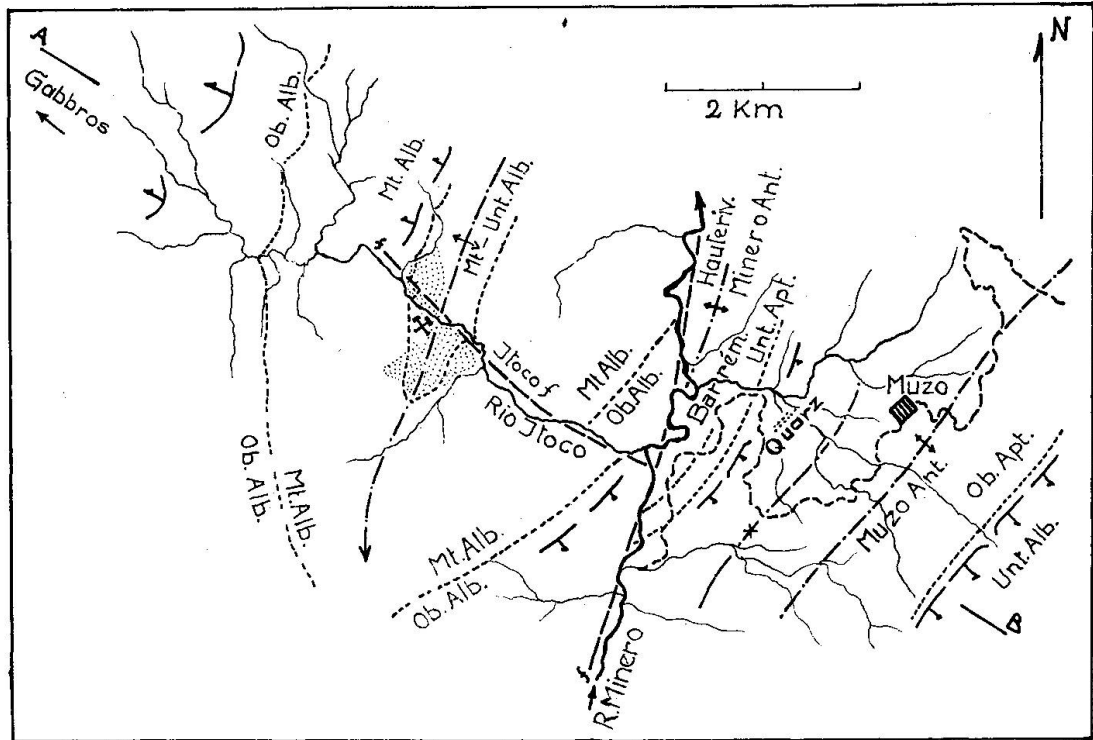 A
N
Gabbros
Ob. Alb.
2 Km
Mt. Alb.
Mt.- Unt. Alb.
Hauteriv.
Minero Ant.
f
Mt. Alb.
Ob. Alb.
Barrém.
Unt. Apt.
Jtoco f
Rio Jtoco
Quarz
Muzo
Muzo Ant.
Ob. Alb.
Mt. Alb.
Mt. Alb.
Ob. Alb.
Ob. Apt.
Unt. Alb.
B
f
R. Minero